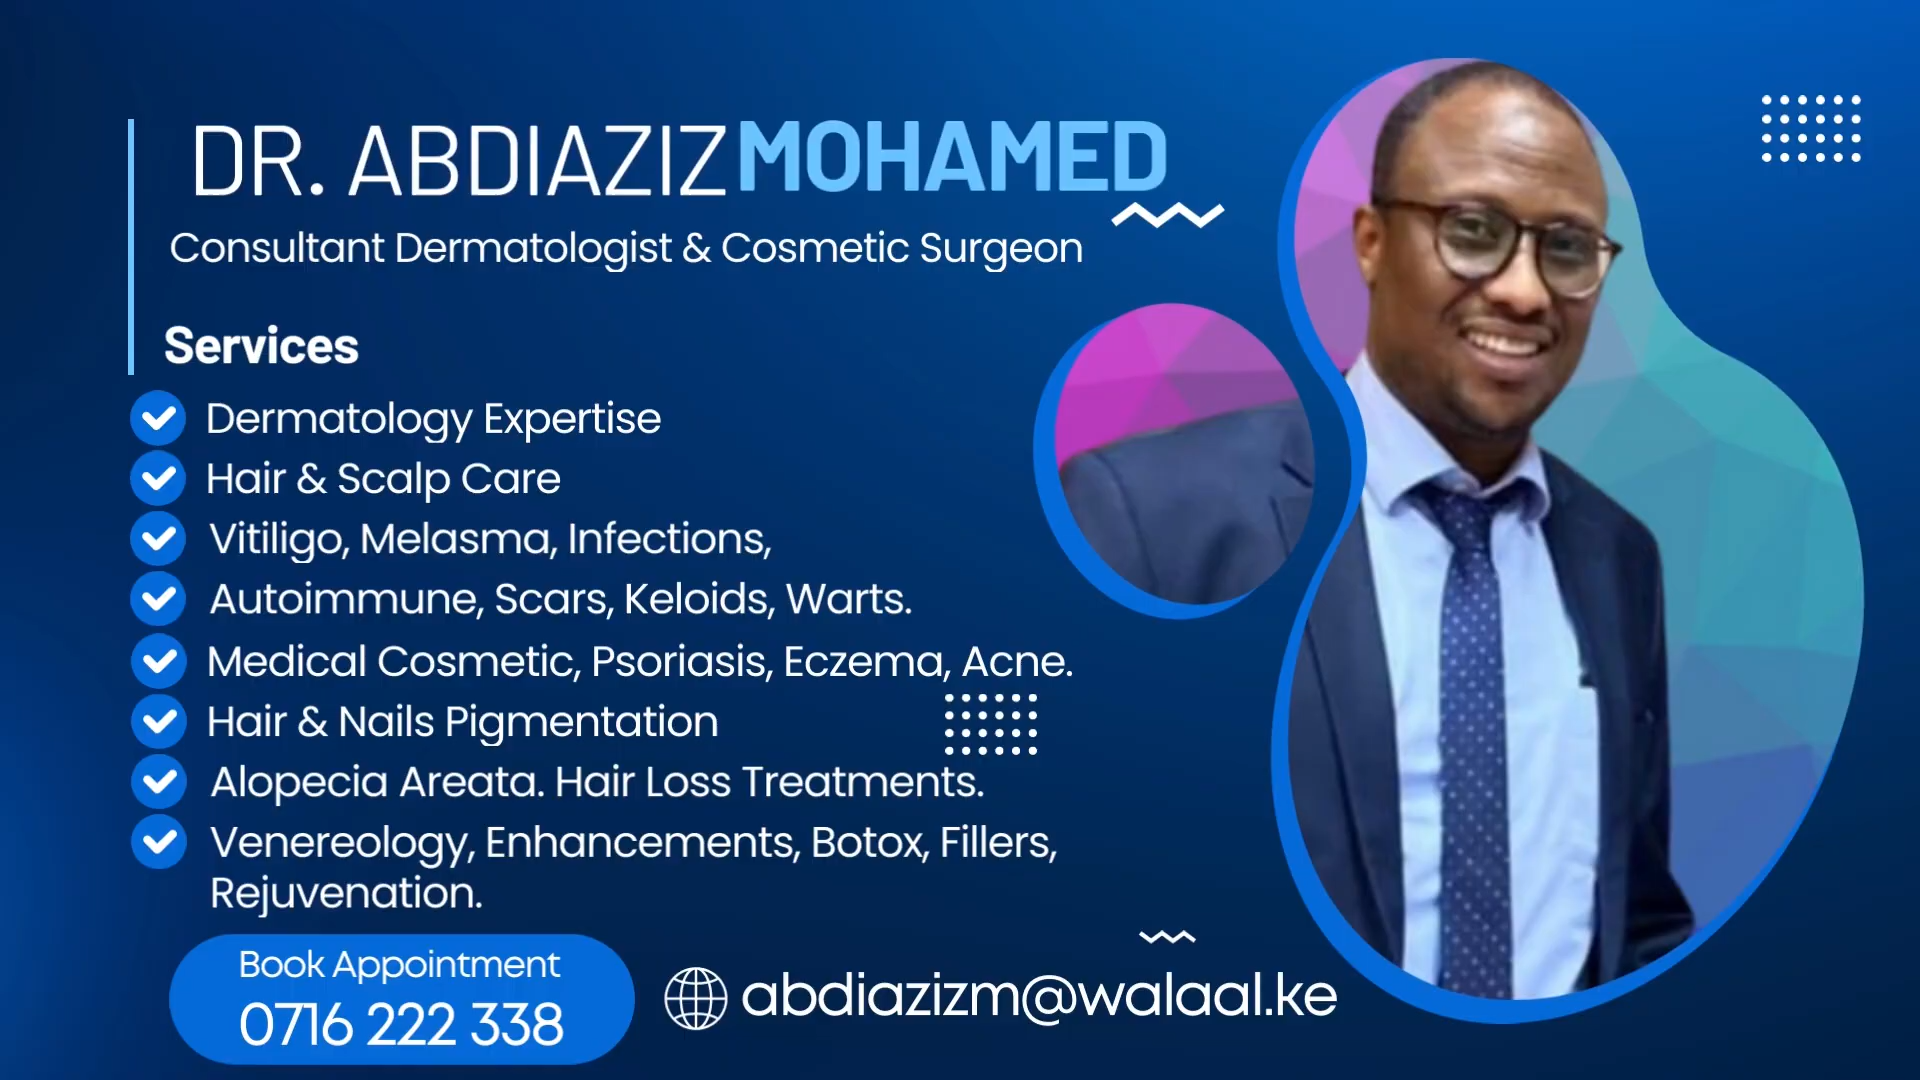 DR. ABDIAZIZ MOHAMED
Consultant Dermatologist & Cosmetic Surgeon
Services
Dermatology Expertise
Hair & Scalp Care
Vitiligo, Melasma, Infections,
Autoimmune, Scars, Keloids, Warts.
Medical Cosmetic, Psoriasis, Eczema, Acne.
Hair & Nails Pigmentation
Alopecia Areata. Hair Loss Treatments.
Venereology, Enhancements, Botox, Fillers,
Rejuvenation.
Book Appointment
0716 222 338
abdiazizm@walaal.ke